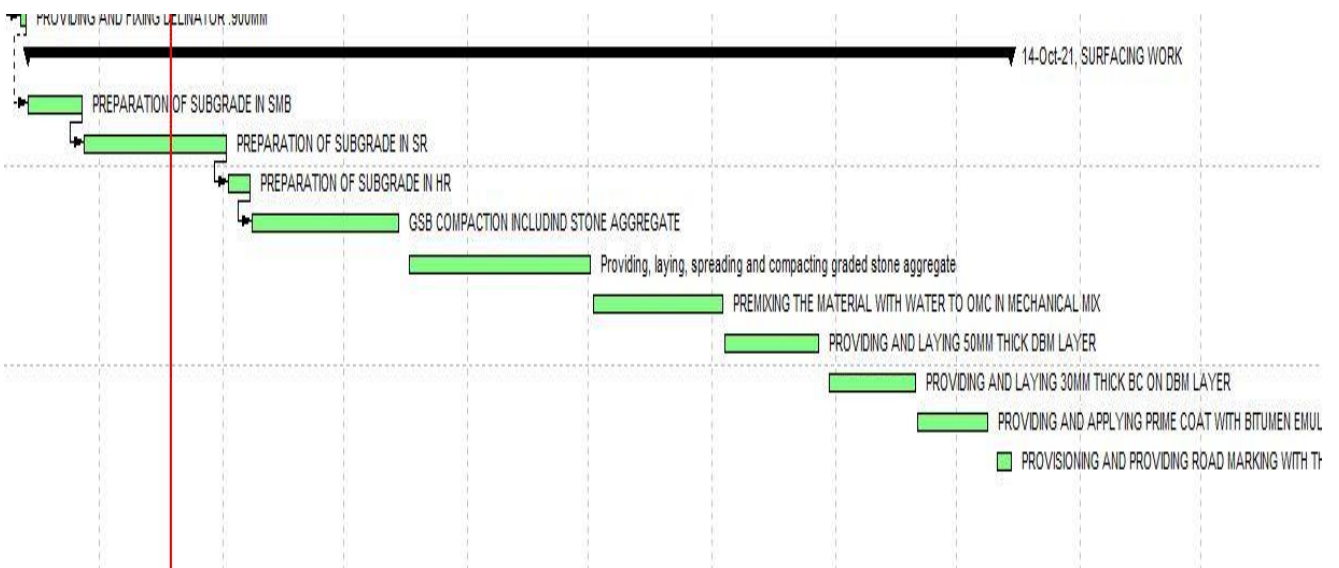 PROVIDING AND FIXING DELINATOR .900MM
14-Oct-21, SURFACING WORK
PREPARATION OF SUBGRADE IN SMB
PREPARATION OF SUBGRADE IN SR
PREPARATION OF SUBGRADE IN HR
GSB COMPACTION INCLUDIND STONE AGGREGATE
Providing, laying, spreading and compacting graded stone aggregate
PREMIXING THE MATERIAL WITH WATER TO OMC IN MECHANICAL MIX
PROVIDING AND LAYING 50MM THICK DBM LAYER
PROVIDING AND LAYING 30MM THICK BC ON DBM LAYER
PROVIDING AND APPLYING PRIME COAT WITH BITUMEN EMUL
PROVISIONING AND PROVIDING ROAD MARKING WITH TH